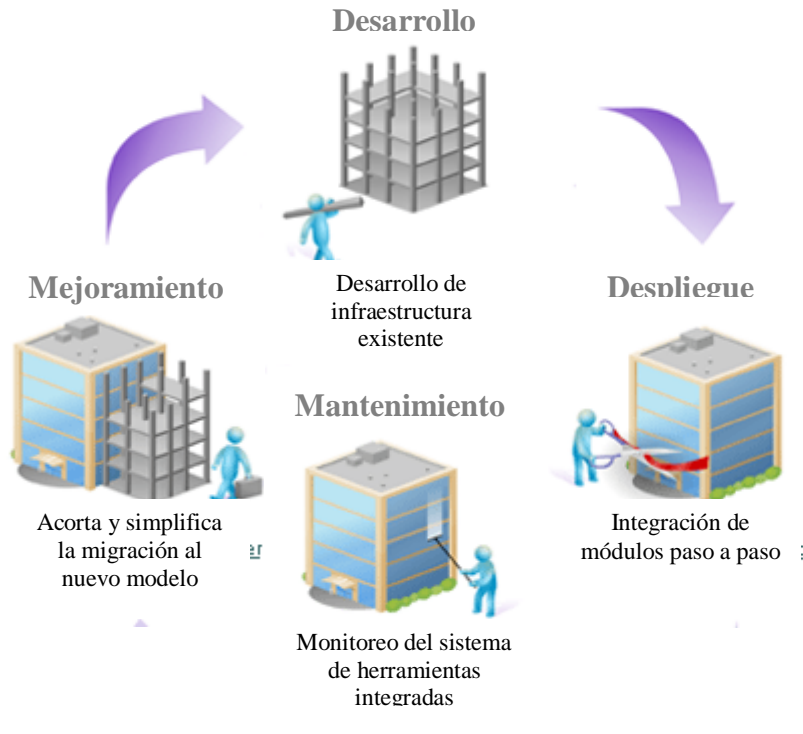 Desarrollo
Desarrollo de
infraestructura
existente
Mejoramiento
Acorta y simplifica
la migración al
nuevo modelo
Despliegue
Integración de
módulos paso a paso
Mantenimiento
Monitoreo del sistema
de herramientas
integradas